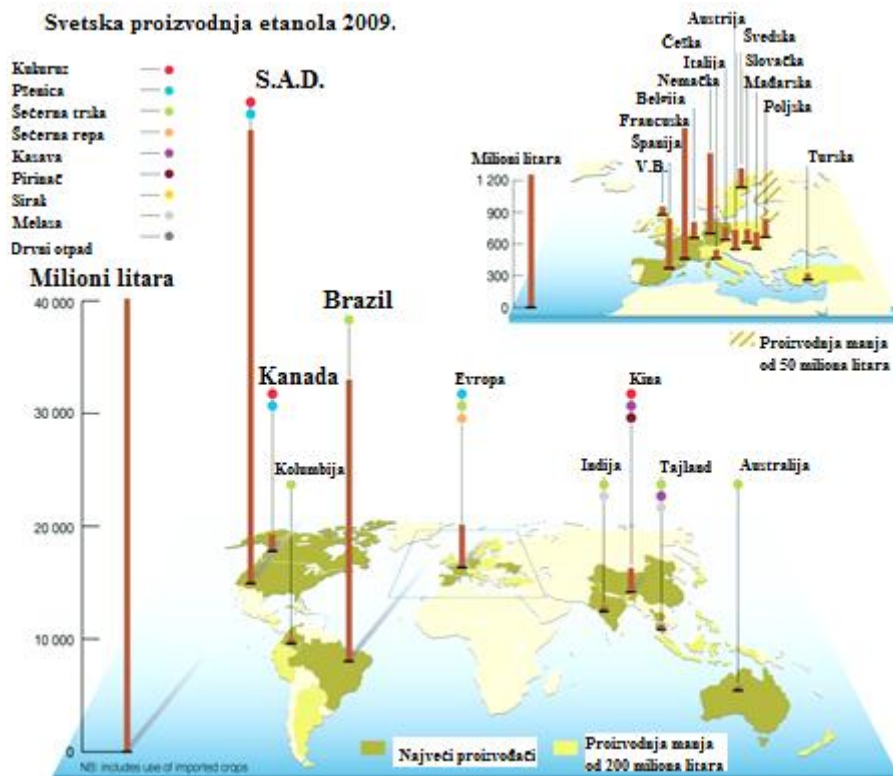 Svetska proizvodnja etanola 2009.
Kukuruz
Pšenica
Šećerna trska
Šećerna repa
Kasava
Pirinač
Sirak
Melasa
Drvni otpad
Milioni litara
40 000
30 000
20 000
10 000
0
S.A.D.
Brazil
Kanada
Kolumbija
Evropa
Kina
Indija
Tajland
Australija
Austrija
Švedska
Češka
Slovačka
Italija
Mađarska
Nemačka
Poljska
Belgija
Francuska
Španija
V.B.
Turska
Milioni litara
1 200
900
600
300
0
Proizvodnja manja
od 50 miliona litara
Najveći proizvođači
Proizvodnja manja
od 200 miliona litara
NB: includes use of imported crops